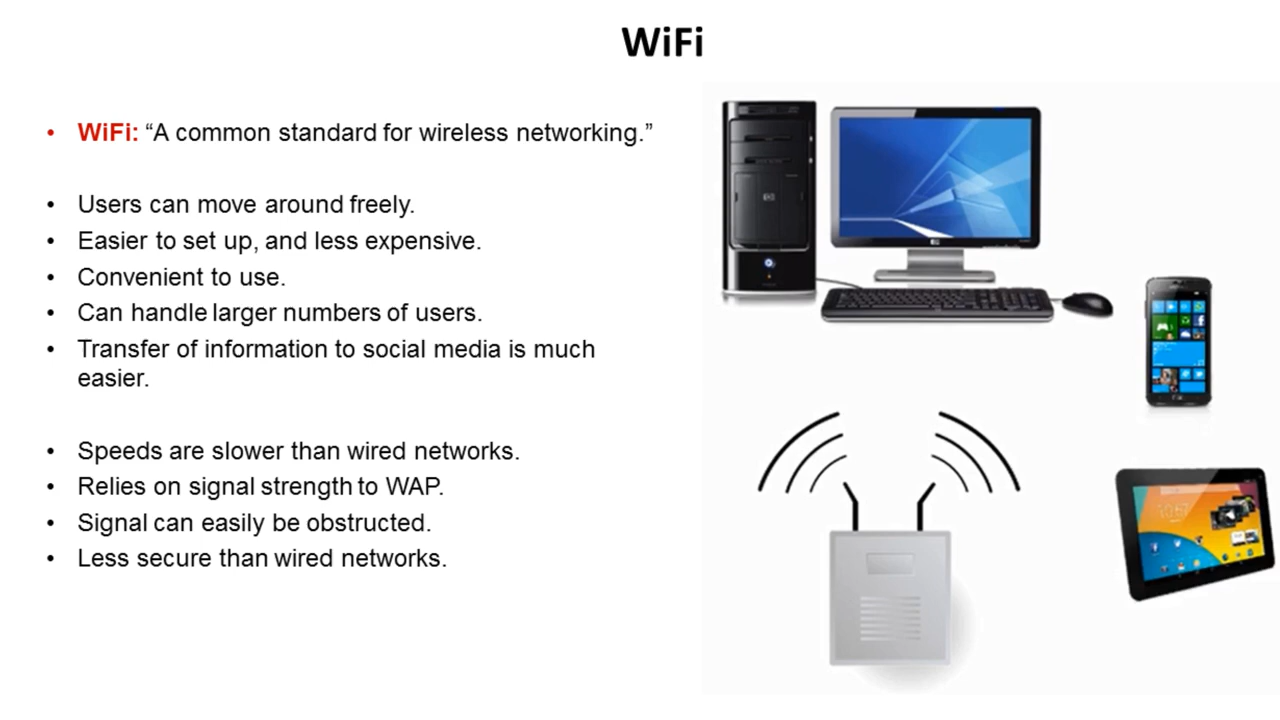 WiFi
• WiFi: “A common standard for wireless networking.”
• Users can move around freely.
• Easier to set up, and less expensive.
• Convenient to use.
• Can handle larger numbers of users.
• Transfer of information to social media is much
easier.
• Speeds are slower than wired networks.
• Relies on signal strength to WAP.
• Signal can easily be obstructed.
• Less secure than wired networks.